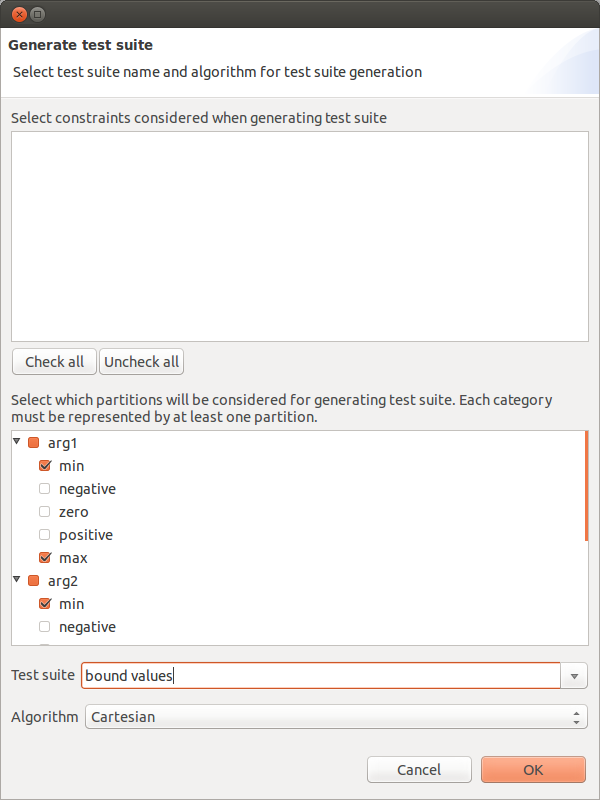 Generate test suite
Select test suite name and algorithm for test suite generation
Select constraints considered when generating test suite
Check all
Uncheck all
Select which partitions will be considered for generating test suite. Each category
must be represented by at least one partition.
arg1
min
negative
zero
positive
max
arg2
min
negative
Test suite
bound values
Algorithm
Cartesian
Cancel
OK